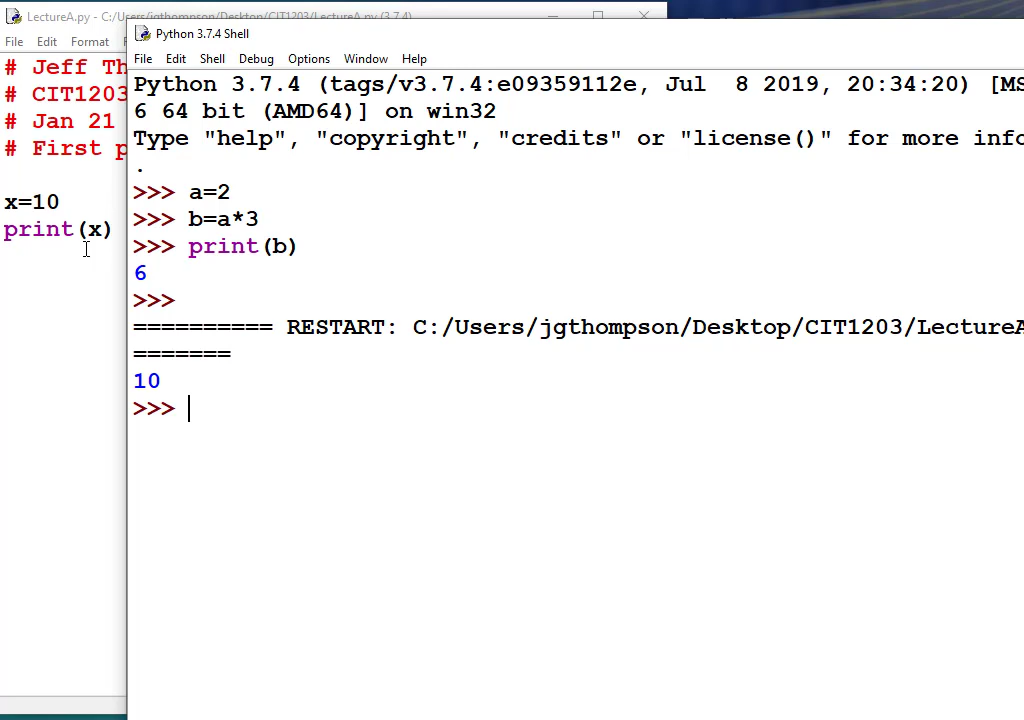 LectureA.py - C:/Users/jgthompson/Desktop/CIT1203/LectureA.py (3.7.4)
File Edit Format
# Jeff Th
# CIT1203
# Jan 21
# First p
x=10
print(x)
Python 3.7.4 Shell
File Edit Shell Debug Options Window Help
Python 3.7.4 (tags/v3.7.4:e09359112e, Jul  8 2019, 20:34:20) [MS
6 64 bit (AMD64)] on win32
Type "help", "copyright", "credits" or "license()" for more info
.
>>> a=2
>>> b=a*3
>>> print(b)
6
>>>
========== RESTART: C:/Users/jgthompson/Desktop/CIT1203/LectureA
=======
10
>>>